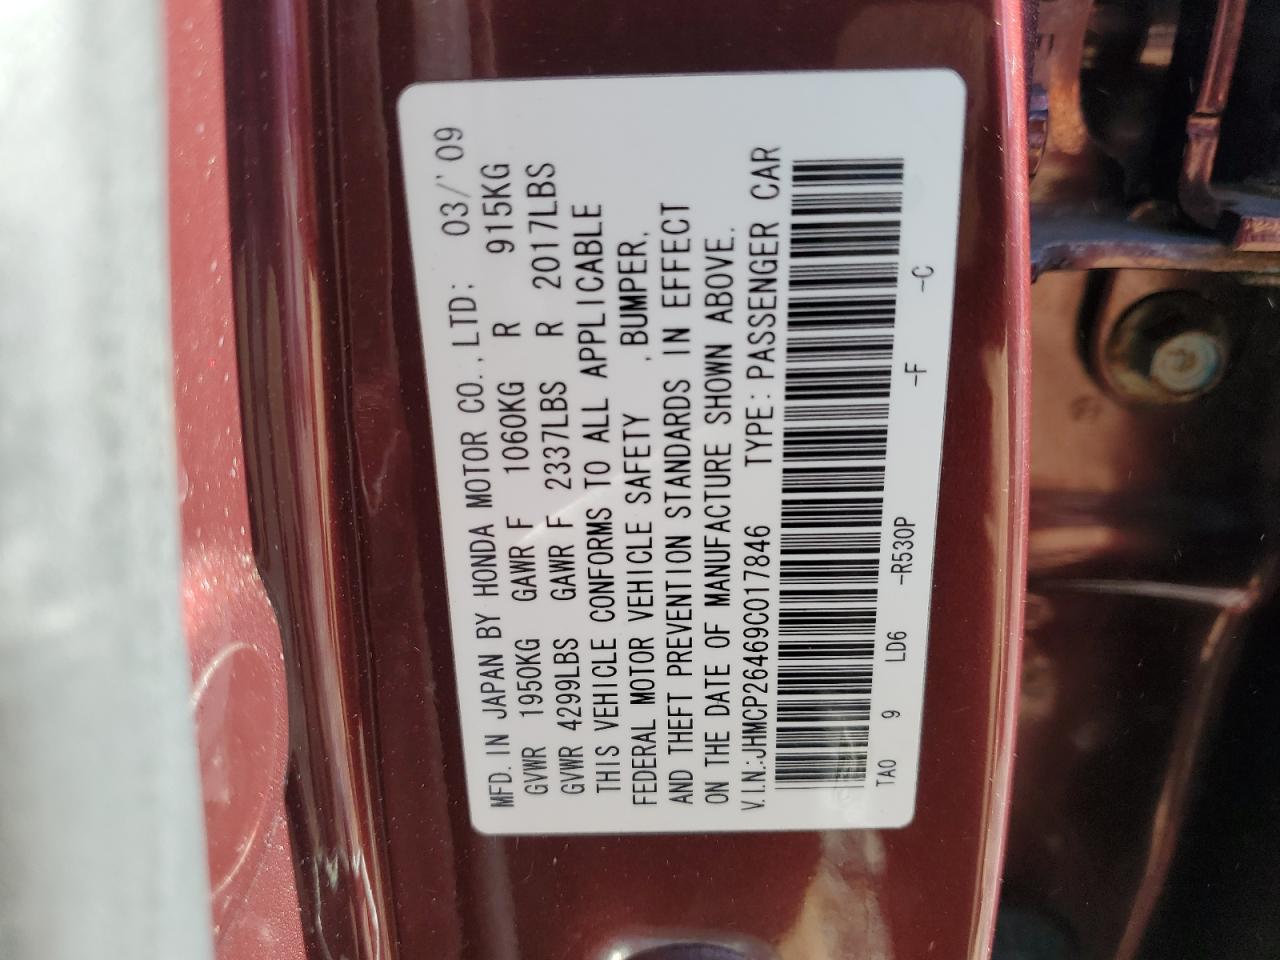 MFD. IN JAPAN BY HONDA MOTOR CO., LTD: 03/'09
GVWR 1950KG GAWR F 1060KG R 915KG
GVWR 4299LBS GAWR F 2337LBS R 2017LBS
THIS VEHICLE CONFORMS TO ALL APPLICABLE
FEDERAL MOTOR VEHICLE SAFETY , BUMPER,
AND THEFT PREVENTION STANDARDS IN EFFECT
ON THE DATE OF MANUFACTURE SHOWN ABOVE.
V.I.N.:JHMCP26469C017846 TYPE:PASSENGER CAR
TA0 9 LD6 -R530P -F -C